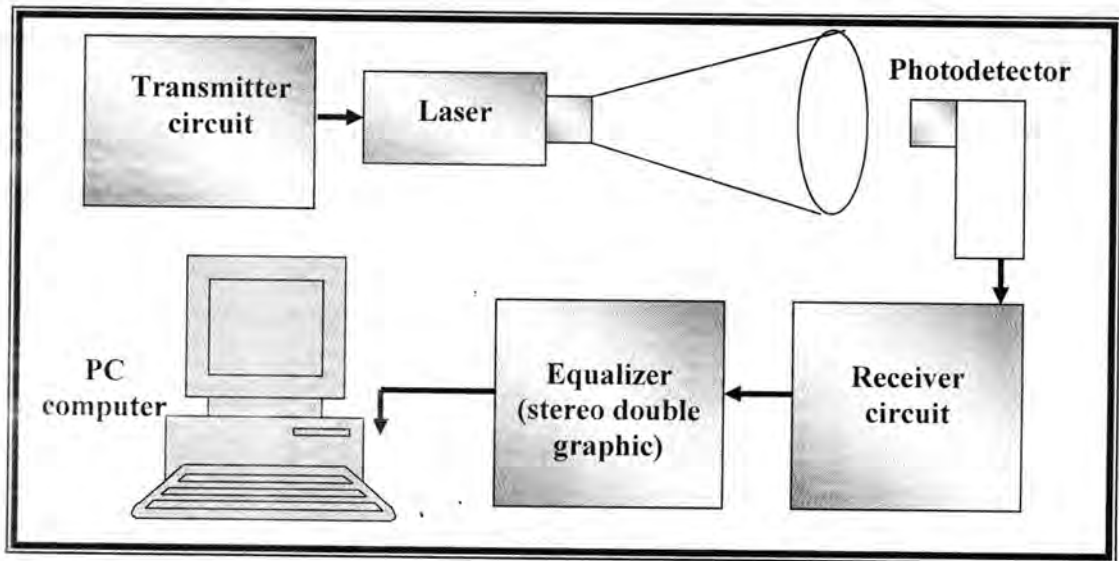 Transmitter
circuit
Laser
Photodetector
PC
computer
Equalizer
(stereo double
graphic)
Receiver
circuit